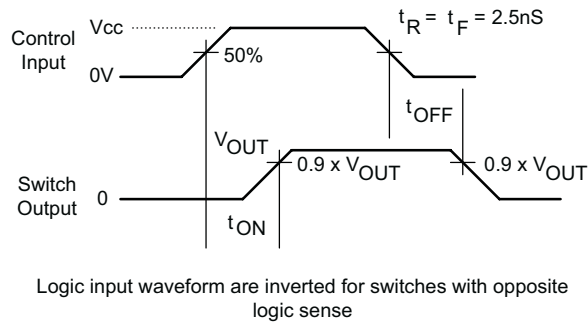 Vcc
Control
Input
0V
50%
tR = tF = 2.5nS
tOFF
VOUT
0.9 x VOUT
0.9 x VOUT
Switch
Output
0
tON
Logic input waveform are inverted for switches with opposite
logic sense